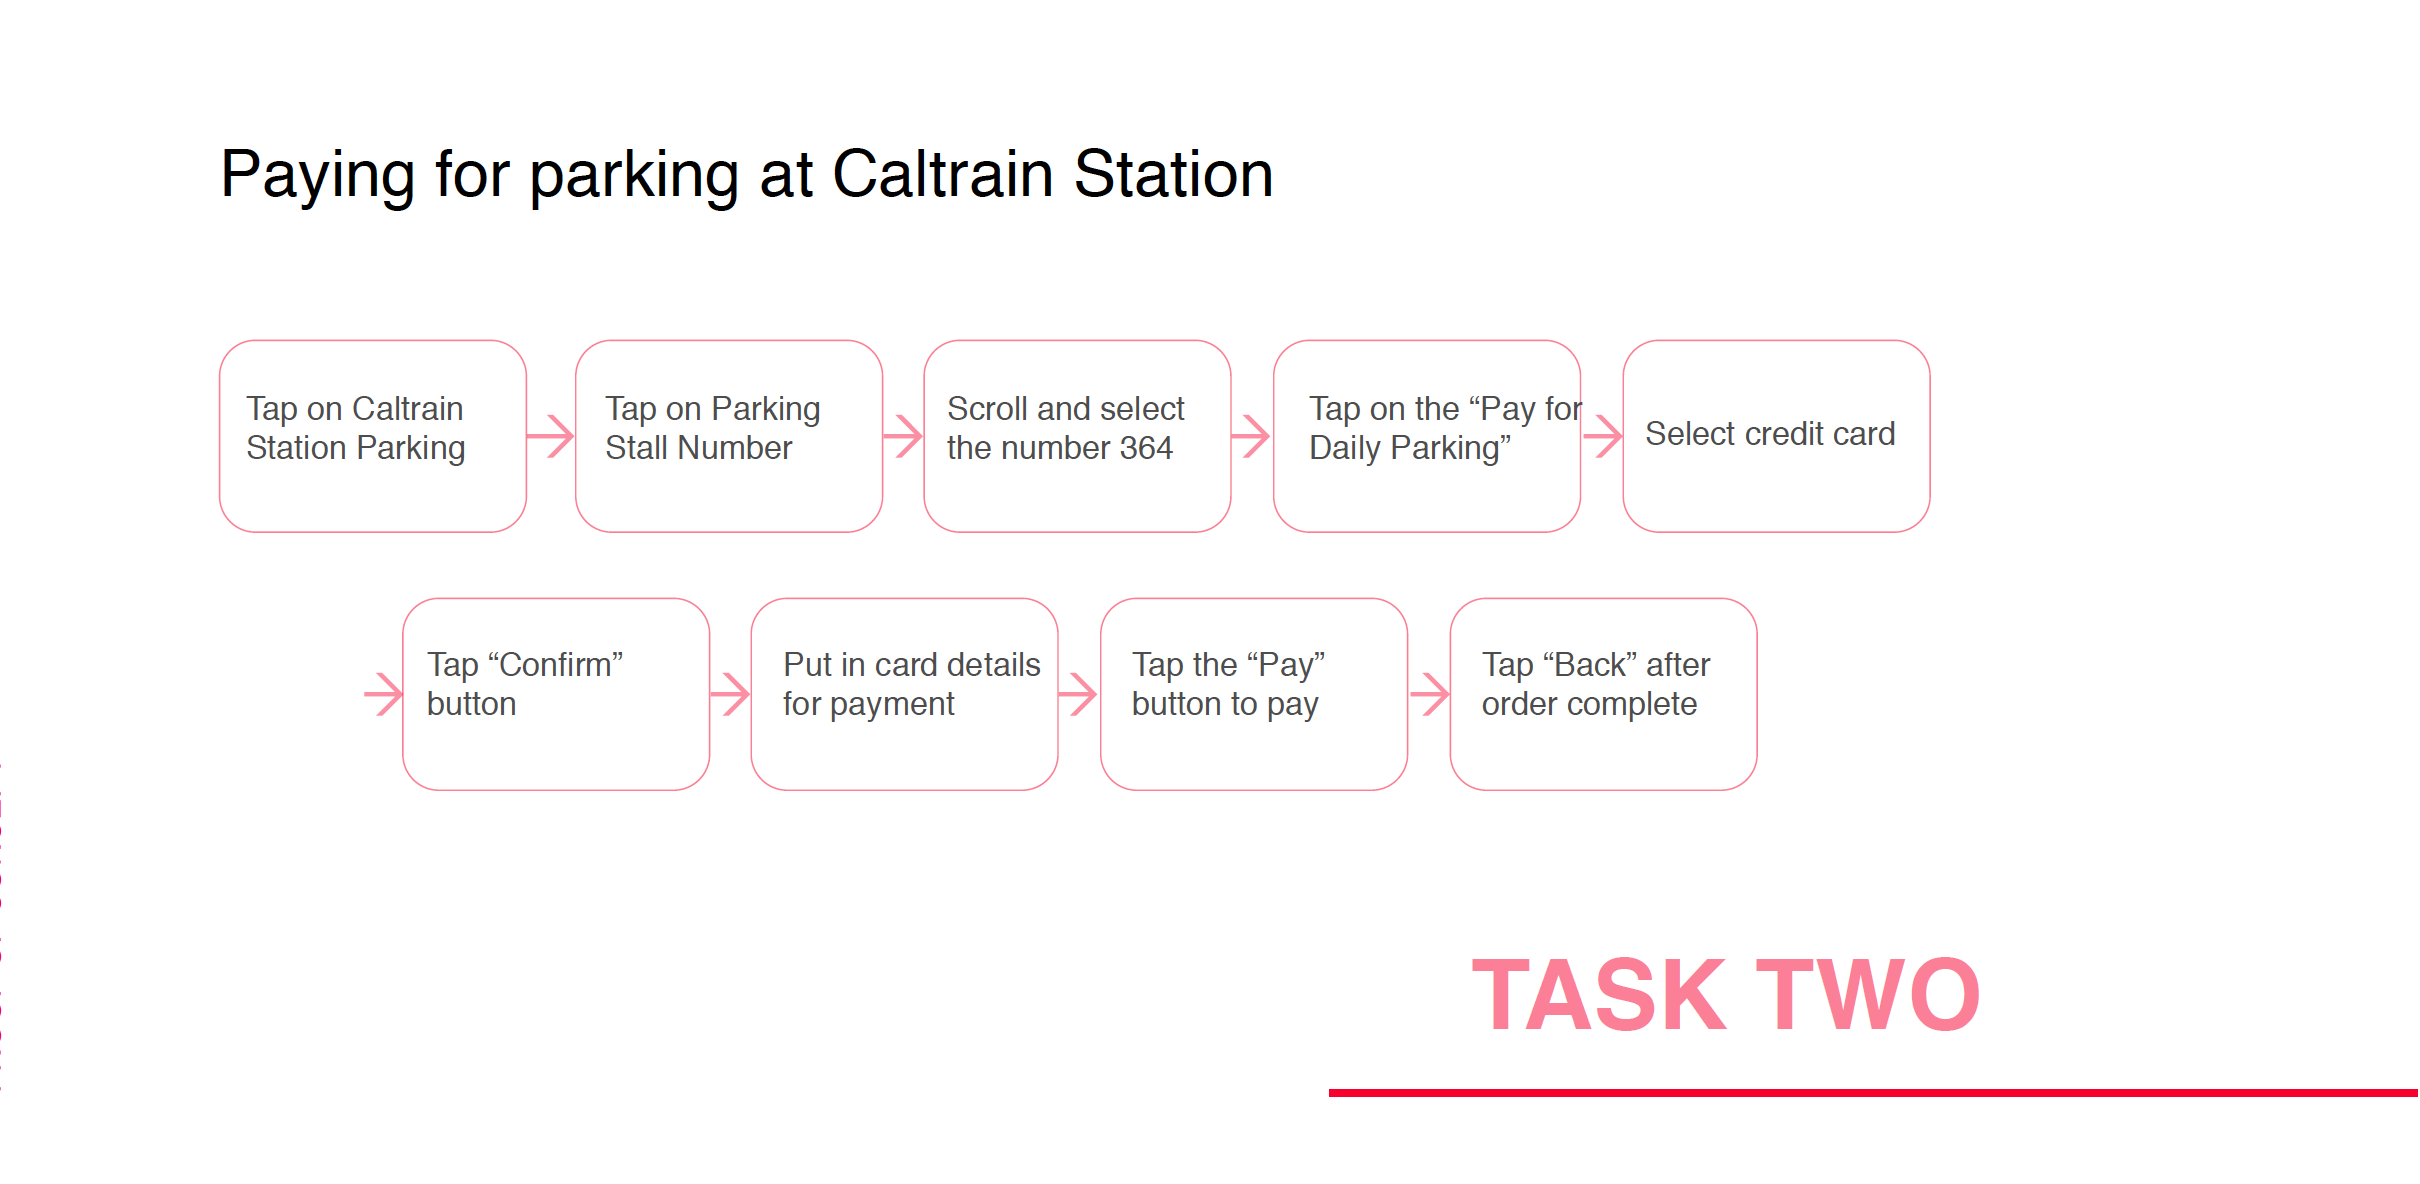 Paying for parking at Caltrain Station
Tap on Caltrain
Station Parking
Tap on Parking
Stall Number
Scroll and select
the number 364
Tap on the “Pay for
Daily Parking”
Select credit card
Tap “Confirm”
button
Put in card details
for payment
Tap the “Pay”
button to pay
Tap “Back” after
order complete
TASK TWO